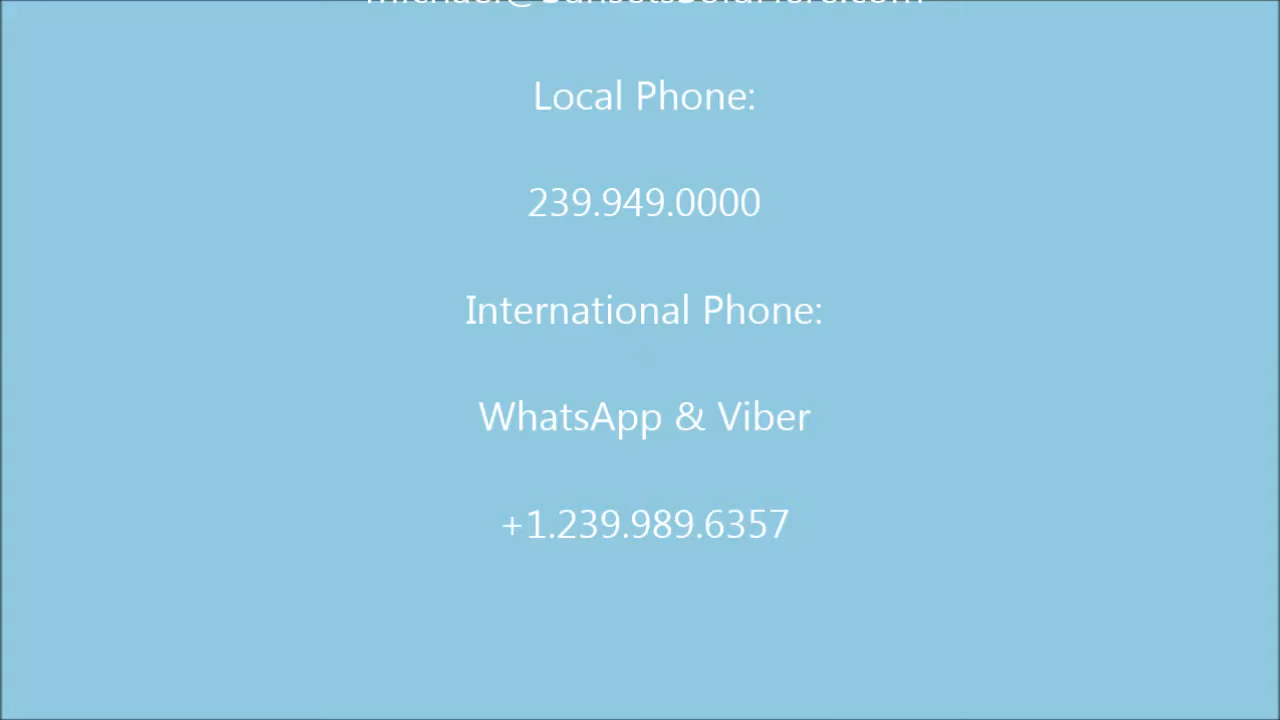 Local Phone:
239.949.0000
International Phone:
WhatsApp & Viber
+1.239.989.6357